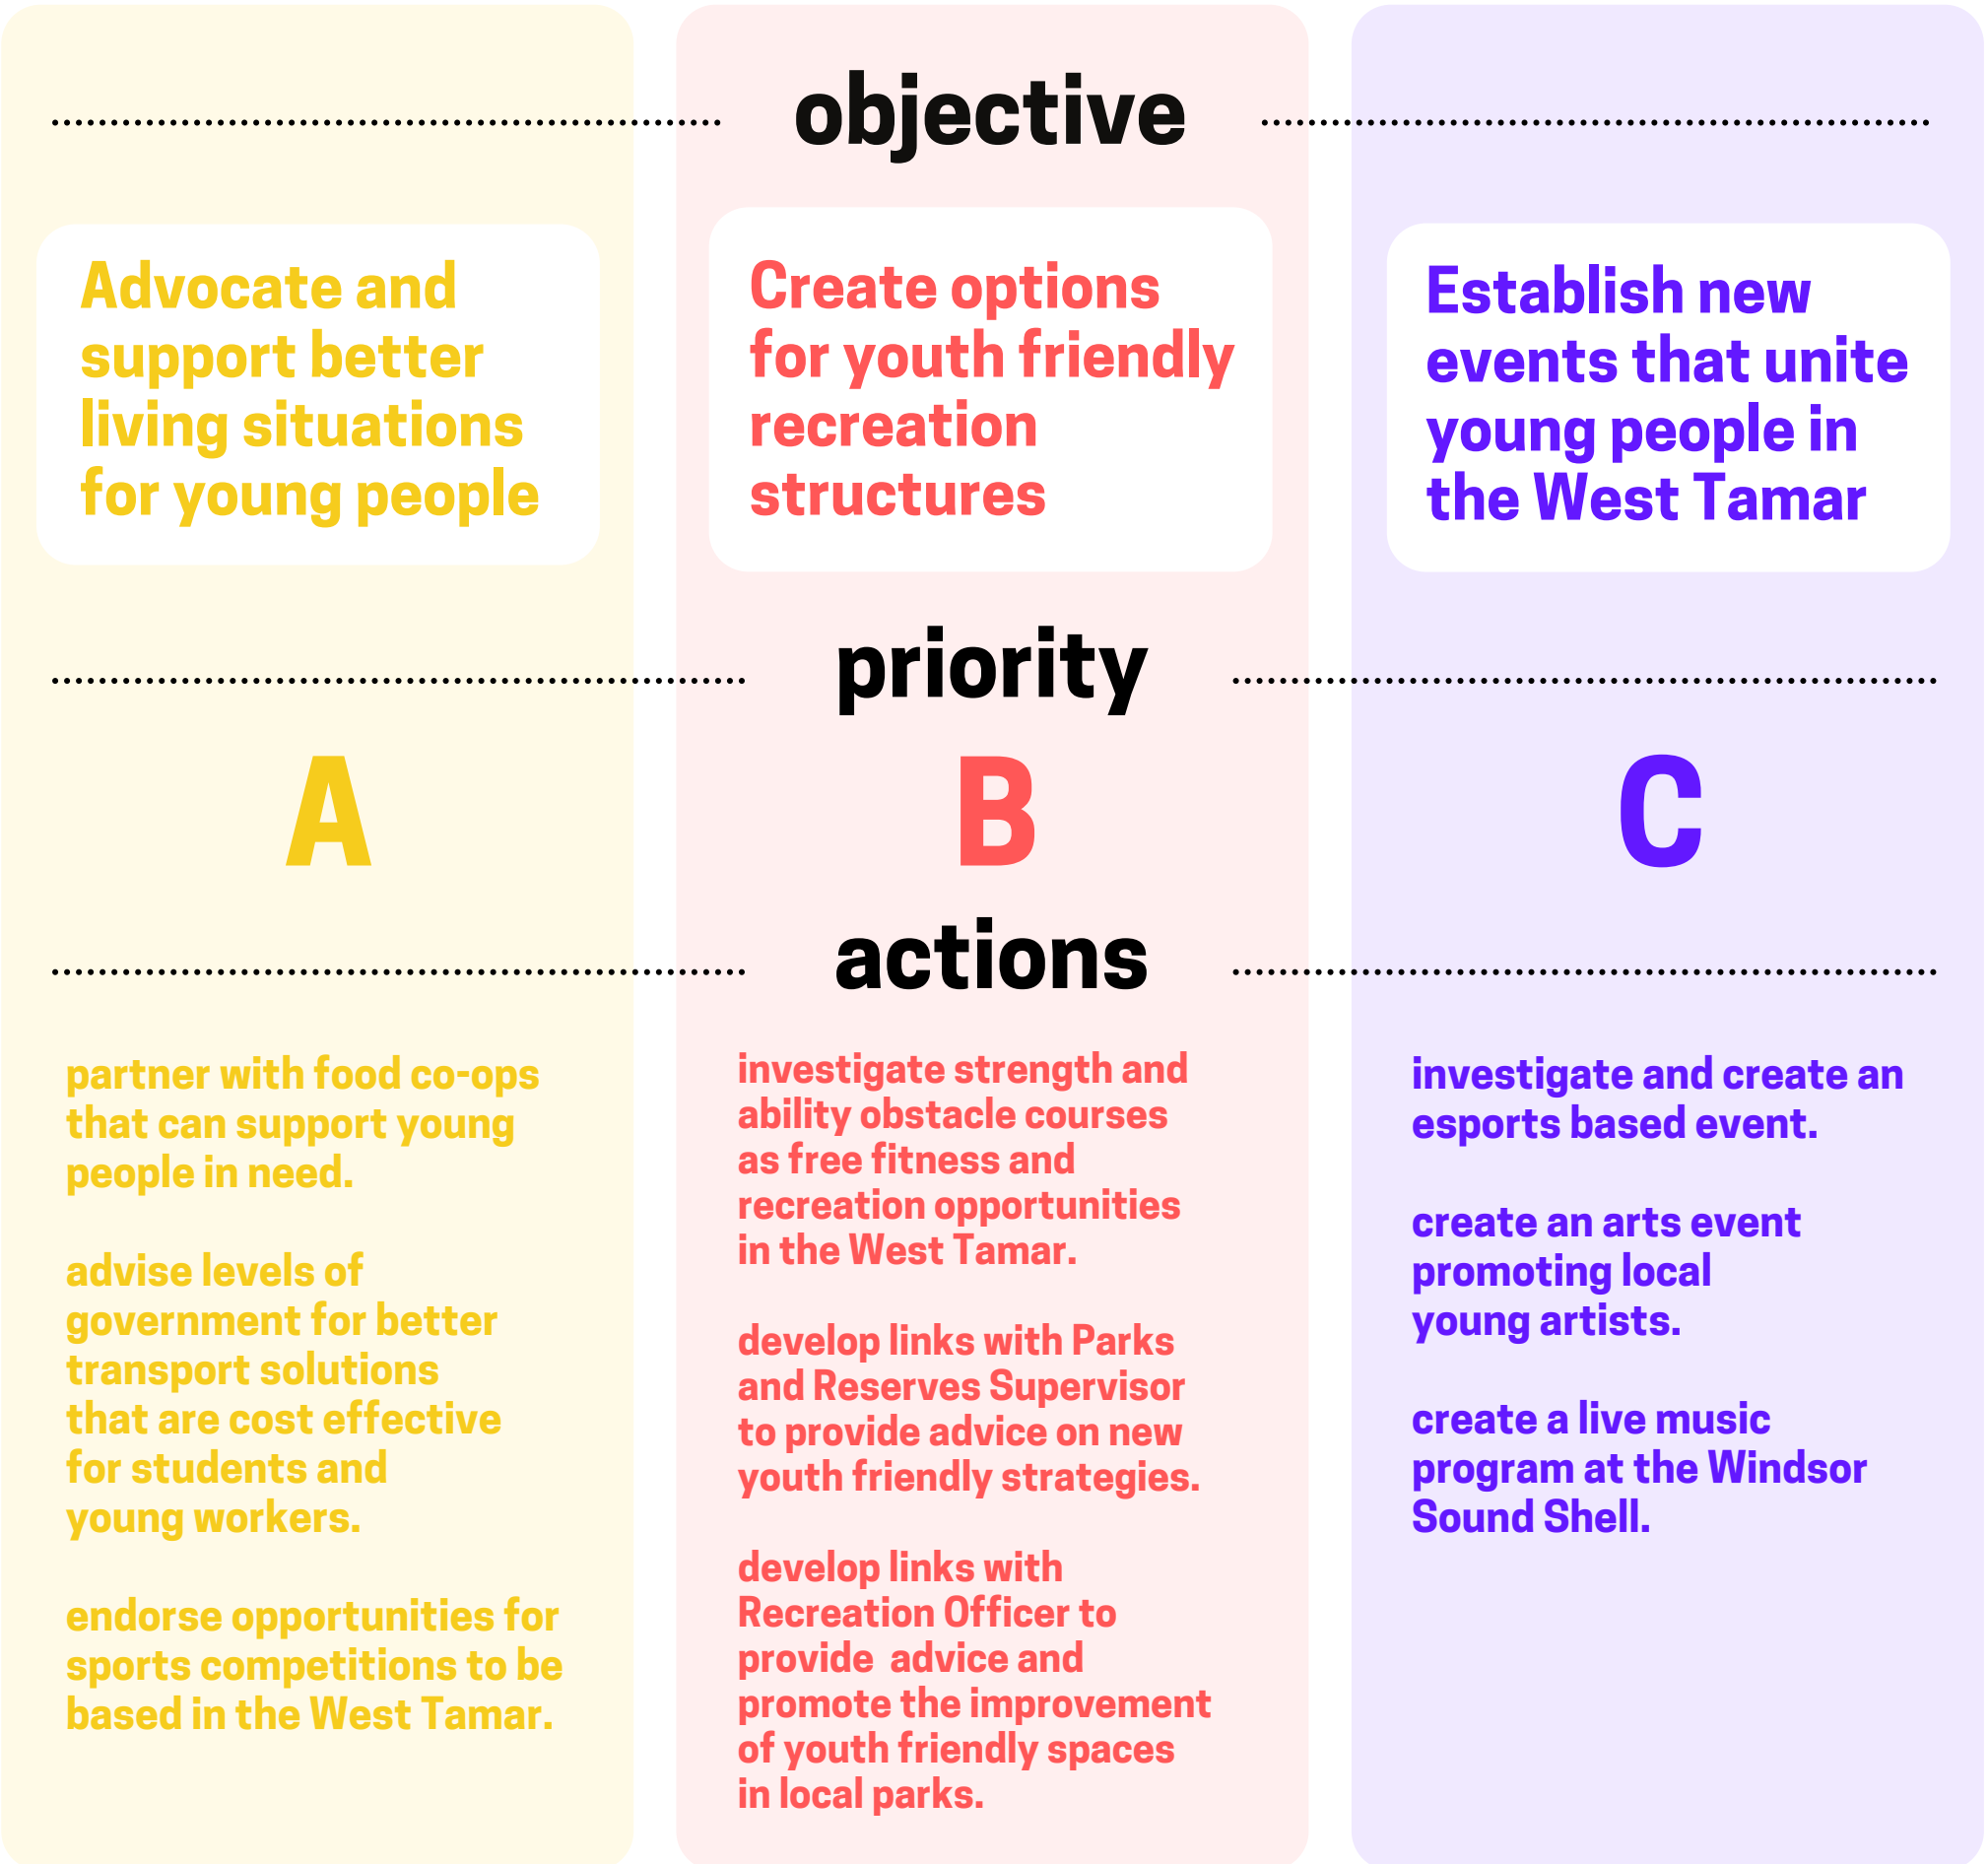 objective
Advocate and
support better
living situations
for young people
Create options
for youth friendly
recreation
structures
Establish new
events that unite
young people in
the West Tamar
priority
A
B
C
actions
partner with food co-ops
that can support young
people in need.
advise levels of
government for better
transport solutions
that are cost effective
for students and
young workers.
endorse opportunities for
sports competitions to be
based in the West Tamar.
investigate strength and
ability obstacle courses
as free fitness and
recreation opportunities
in the West Tamar.
develop links with Parks
and Reserves Supervisor
to provide advice on new
youth friendly strategies.
develop links with
Recreation Officer to
provide  advice and
promote the improvement
of youth friendly spaces
in local parks.
investigate and create an
esports based event.
create an arts event
promoting local
young artists.
create a live music
program at the Windsor
Sound Shell.